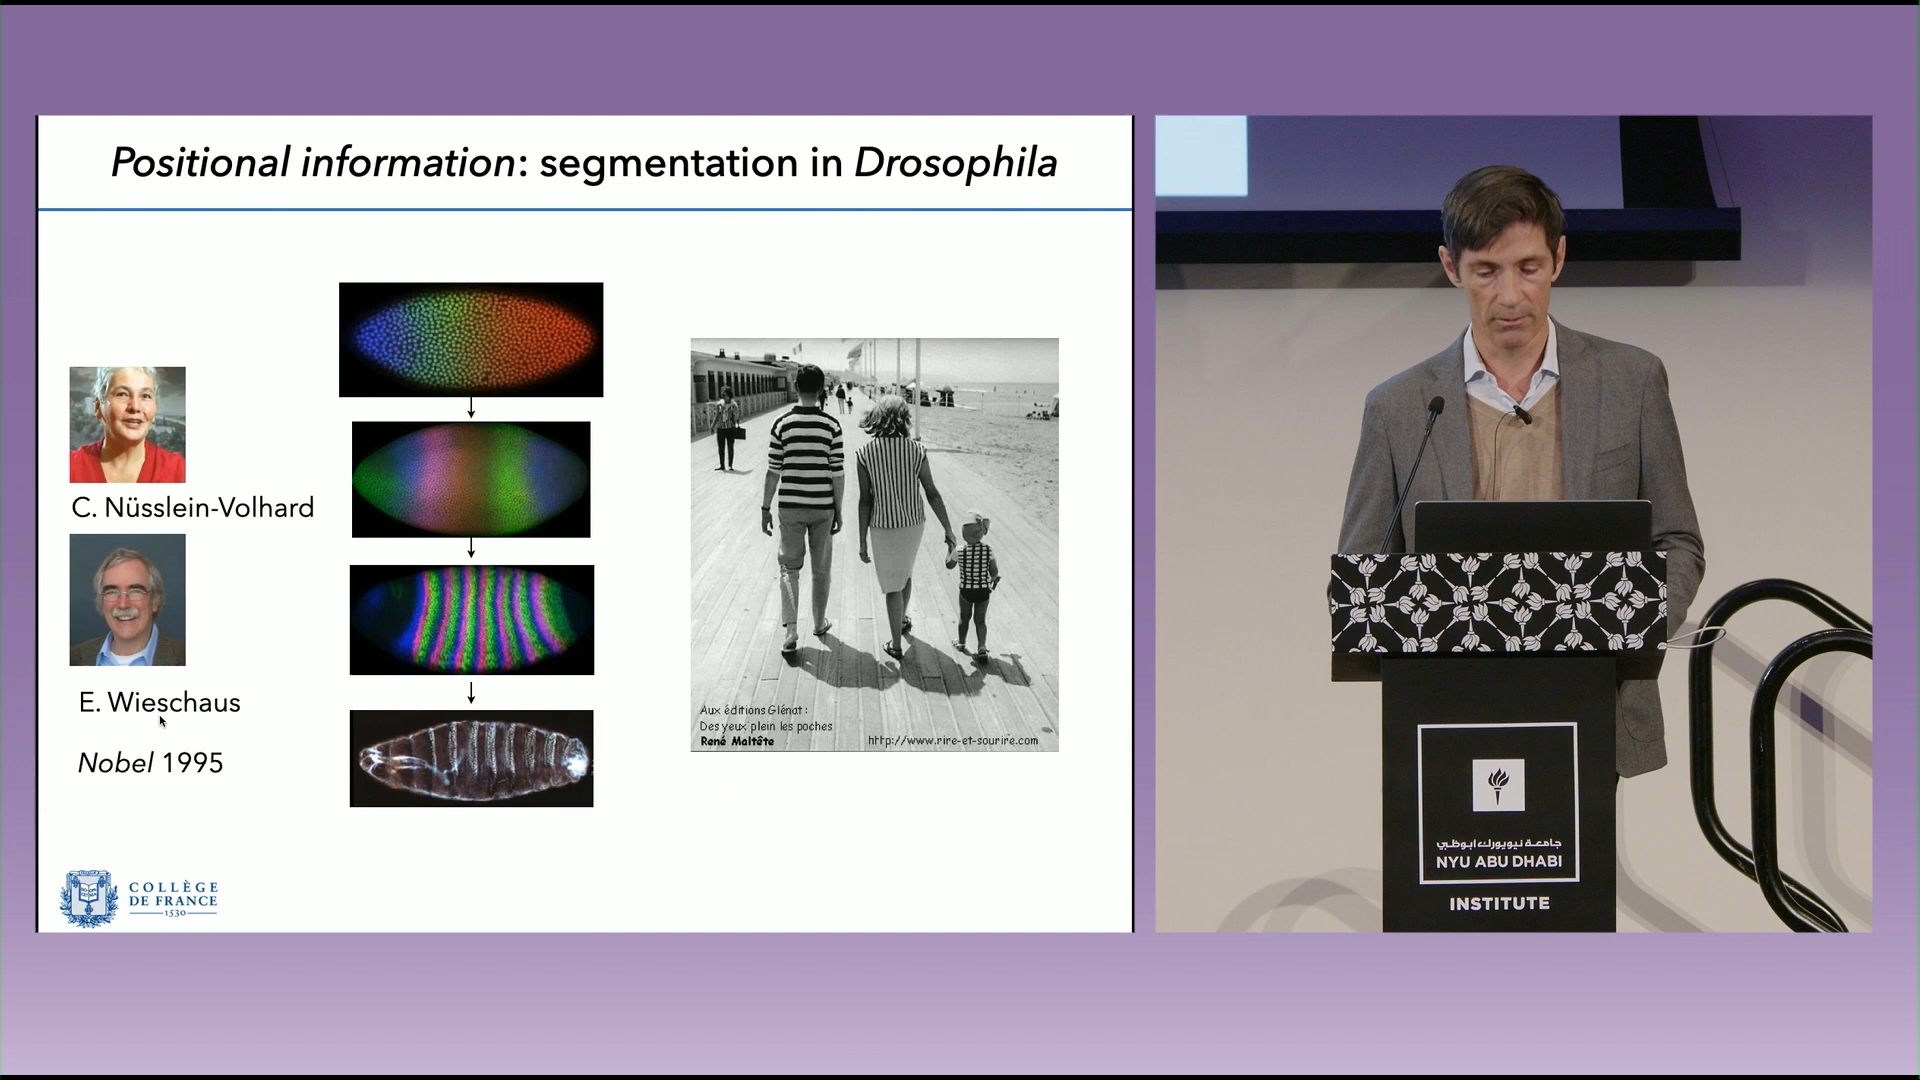 Positional information: segmentation in Drosophila
C. Nüsslein-Volhard
E. Wieschaus
Nobel 1995
Aux éditions Glénat :
Des yeux plein les poches
René Maltête
http://www.rire-et-sourire.com
COLLÈGE
DE FRANCE
1530
جامعة نيويورك أبوظبي
NYU ABU DHABI
INSTITUTE